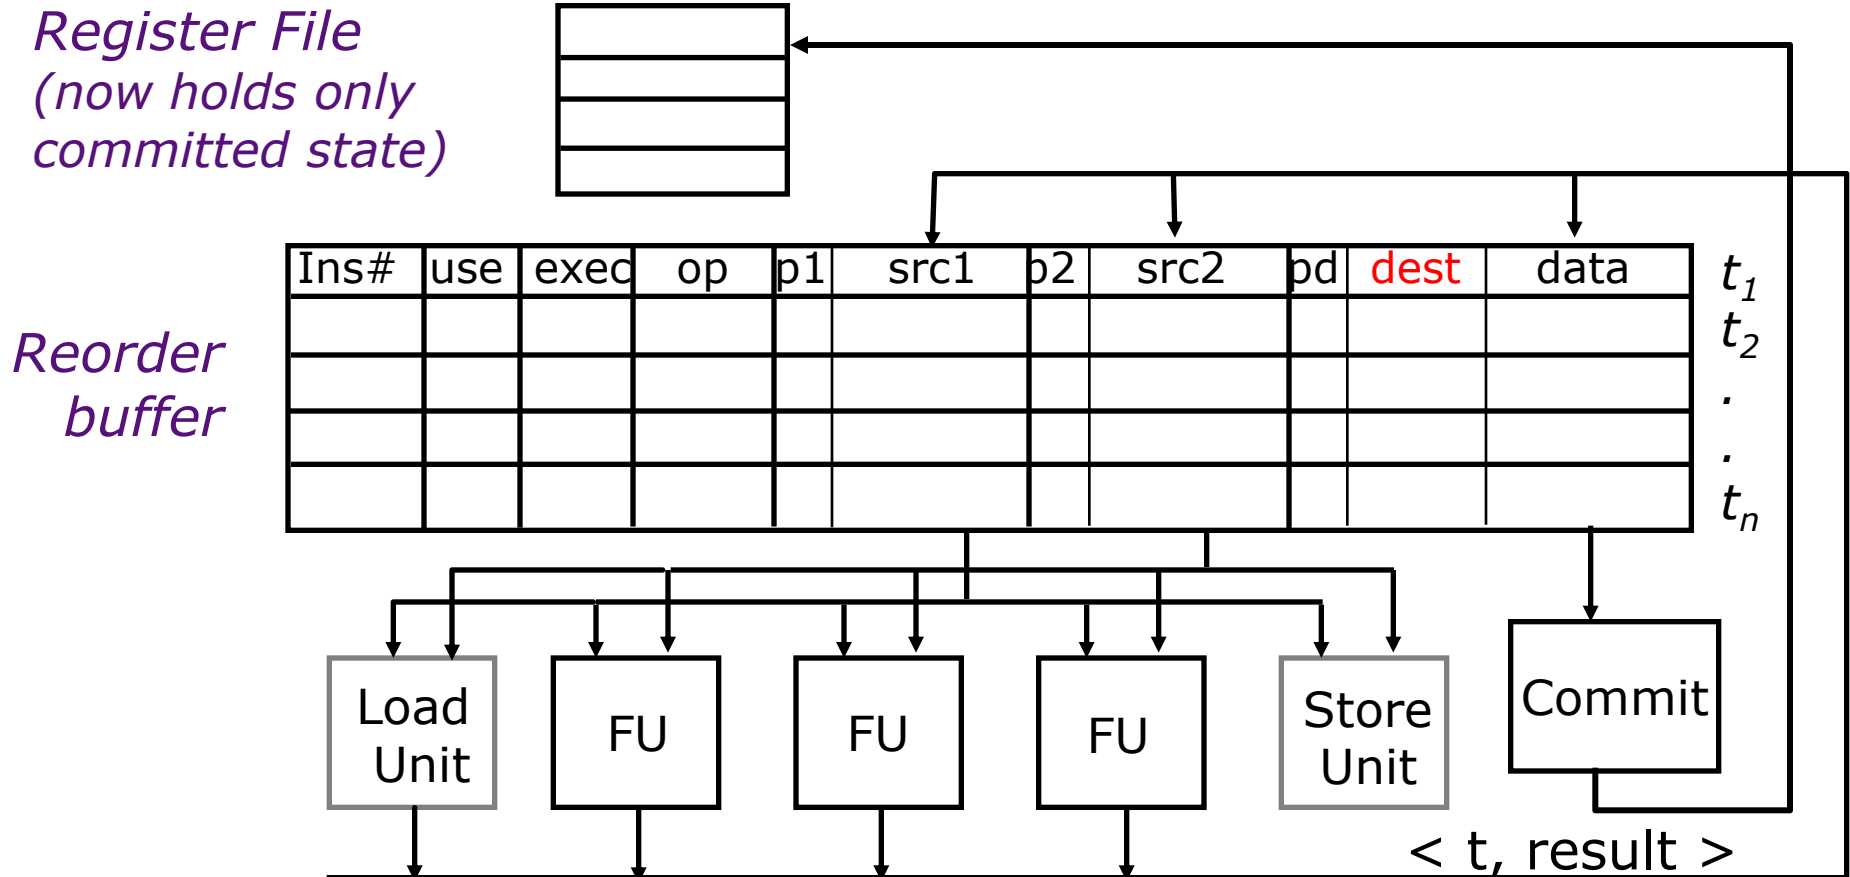 Register File
(now holds only
committed state)
Ins# use exec op p1 src1 p2 src2 pd dest data
t1
t2
.
.
tn
Reorder
buffer
Load
Unit
FU
FU
FU
Store
Unit
Commit
< t, result >